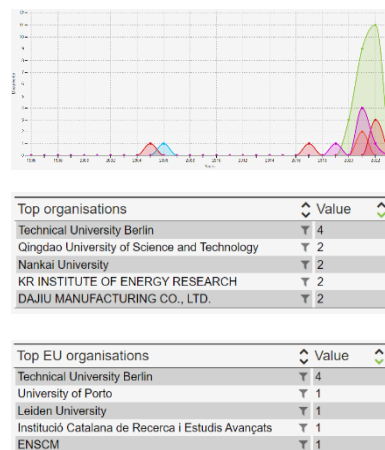 Top organisations Value
Technical University Berlin 4
Qingdao University of Science and Technology 2
Nankai University 2
KR INSTITUTE OF ENERGY RESEARCH 2
DAJIU MANUFACTURING CO., LTD. 2
Top EU organisations Value
Technical University Berlin 4
University of Porto 1
Leiden University 1
Institució Catalana de Recerca i Estudis Avançats 1
ENSCM 1